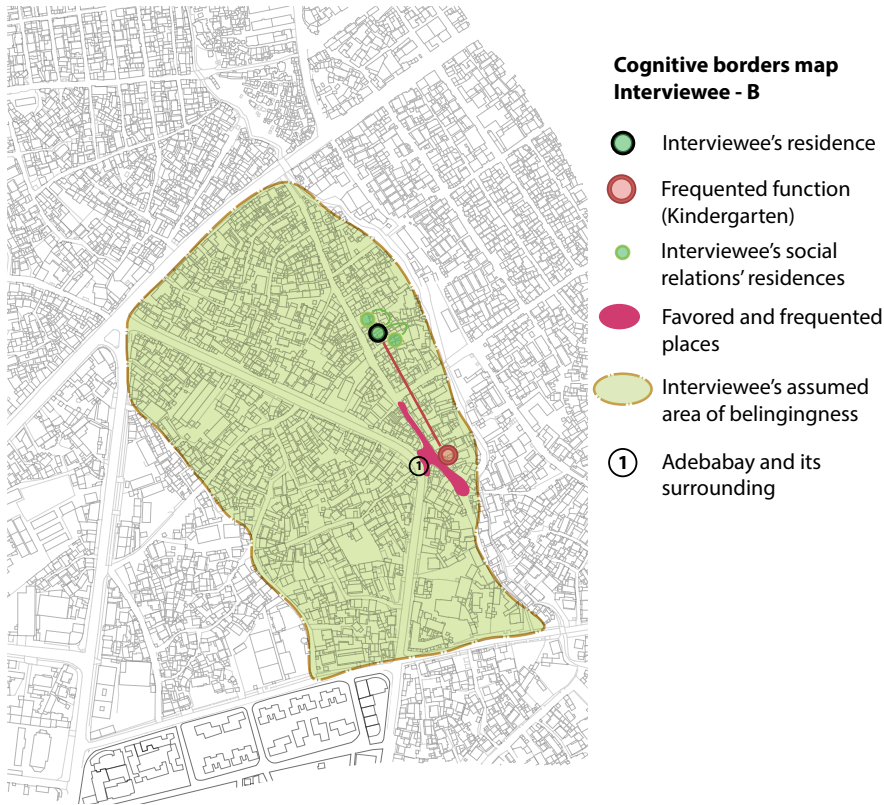 Cognitive borders map
Interviewee - B
Interviewee's residence
Frequented function
(Kindergarten)
Interviewee's social
relations' residences
Favored and frequented
places
Interviewee's assumed
area of belingingness
1 Adebabay and its
surrounding
1